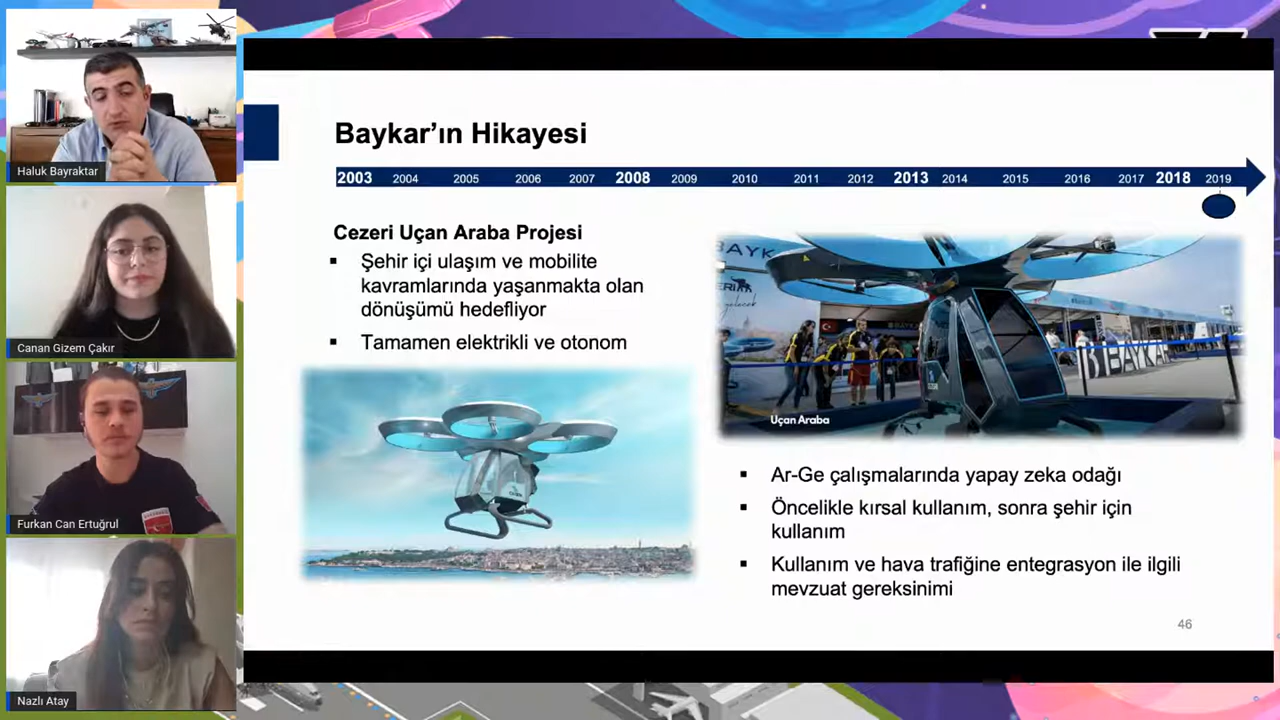 Haluk Bayraktar
Canan Gizem Çakır
Furkan Can Ertuğrul
Nazlı Atay
Baykar’ın Hikayesi
2003 2004 2005 2006 2007 2008 2009 2010 2011 2012 2013 2014 2015 2016 2017 2018 2019
Cezeri Uçan Araba Projesi
▪ Şehir içi ulaşım ve mobilite
kavramlarında yaşanmakta olan
dönüşümü hedefliyor
▪ Tamamen elektrikli ve otonom
BAYK
BAYKAR
Uçan Araba
▪ Ar-Ge çalışmalarında yapay zeka odağı
▪ Öncelikle kırsal kullanım, sonra şehir için
kullanım
▪ Kullanım ve hava trafiğine entegrasyon ile ilgili
mevzuat gereksinimi
46